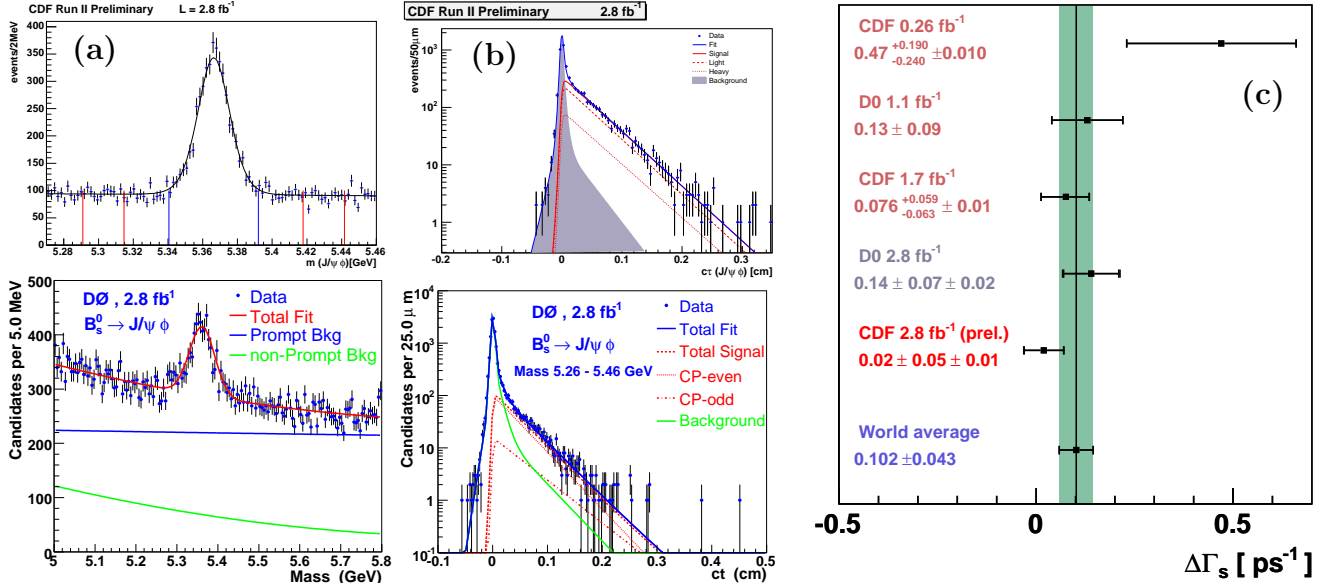 CDF Run II Preliminary L = 2.8 fb⁻¹
(a)
events/2MeV
400
350
300
250
200
150
100
50
0
5.28 5.3 5.32 5.34 5.36 5.38 5.4 5.42 5.44 5.46
m (J/ψ φ)[GeV]
CDF Run II Preliminary 2.8 fb⁻¹
(b)
events/50μm
Data
Fit
Signal
Light
Heavy
Background
10³
10²
10
1
-0.2 -0.1 0 0.1 0.2 0.3
cτ (J/ψ φ) [cm]
Candidates per 5.0 MeV
DØ , 2.8 fb⁻¹
B⁰ₛ → J/ψ φ
Data
Total Fit
Prompt Bkg
non-Prompt Bkg
500
400
300
200
100
0
5 5.1 5.2 5.3 5.4 5.5 5.6 5.7 5.8
Mass (GeV)
Candidates per 25.0 μm
DØ , 2.8 fb⁻¹
B⁰ₛ → J/ψ φ
Mass 5.26 - 5.46 GeV
Data
Total Fit
Total Signal
CP-even
CP-odd
Background
10⁴
10³
10²
10
1
10⁻¹
-0.1 0 0.1 0.2 0.3 0.4 0.5 0.6
ct (cm)
(c)
CDF 0.26 fb⁻¹
0.47 +0.190 -0.240 ±0.010
D0 1.1 fb⁻¹
0.13 ± 0.09
CDF 1.7 fb⁻¹
0.076 +0.059 -0.063 ± 0.01
D0 2.8 fb⁻¹
0.14 ± 0.07 ± 0.02
CDF 2.8 fb⁻¹ (prel.)
0.02 ± 0.05 ± 0.01
World average
0.102 ±0.043
-0.5 0 0.5
ΔΓₛ [ ps⁻¹]